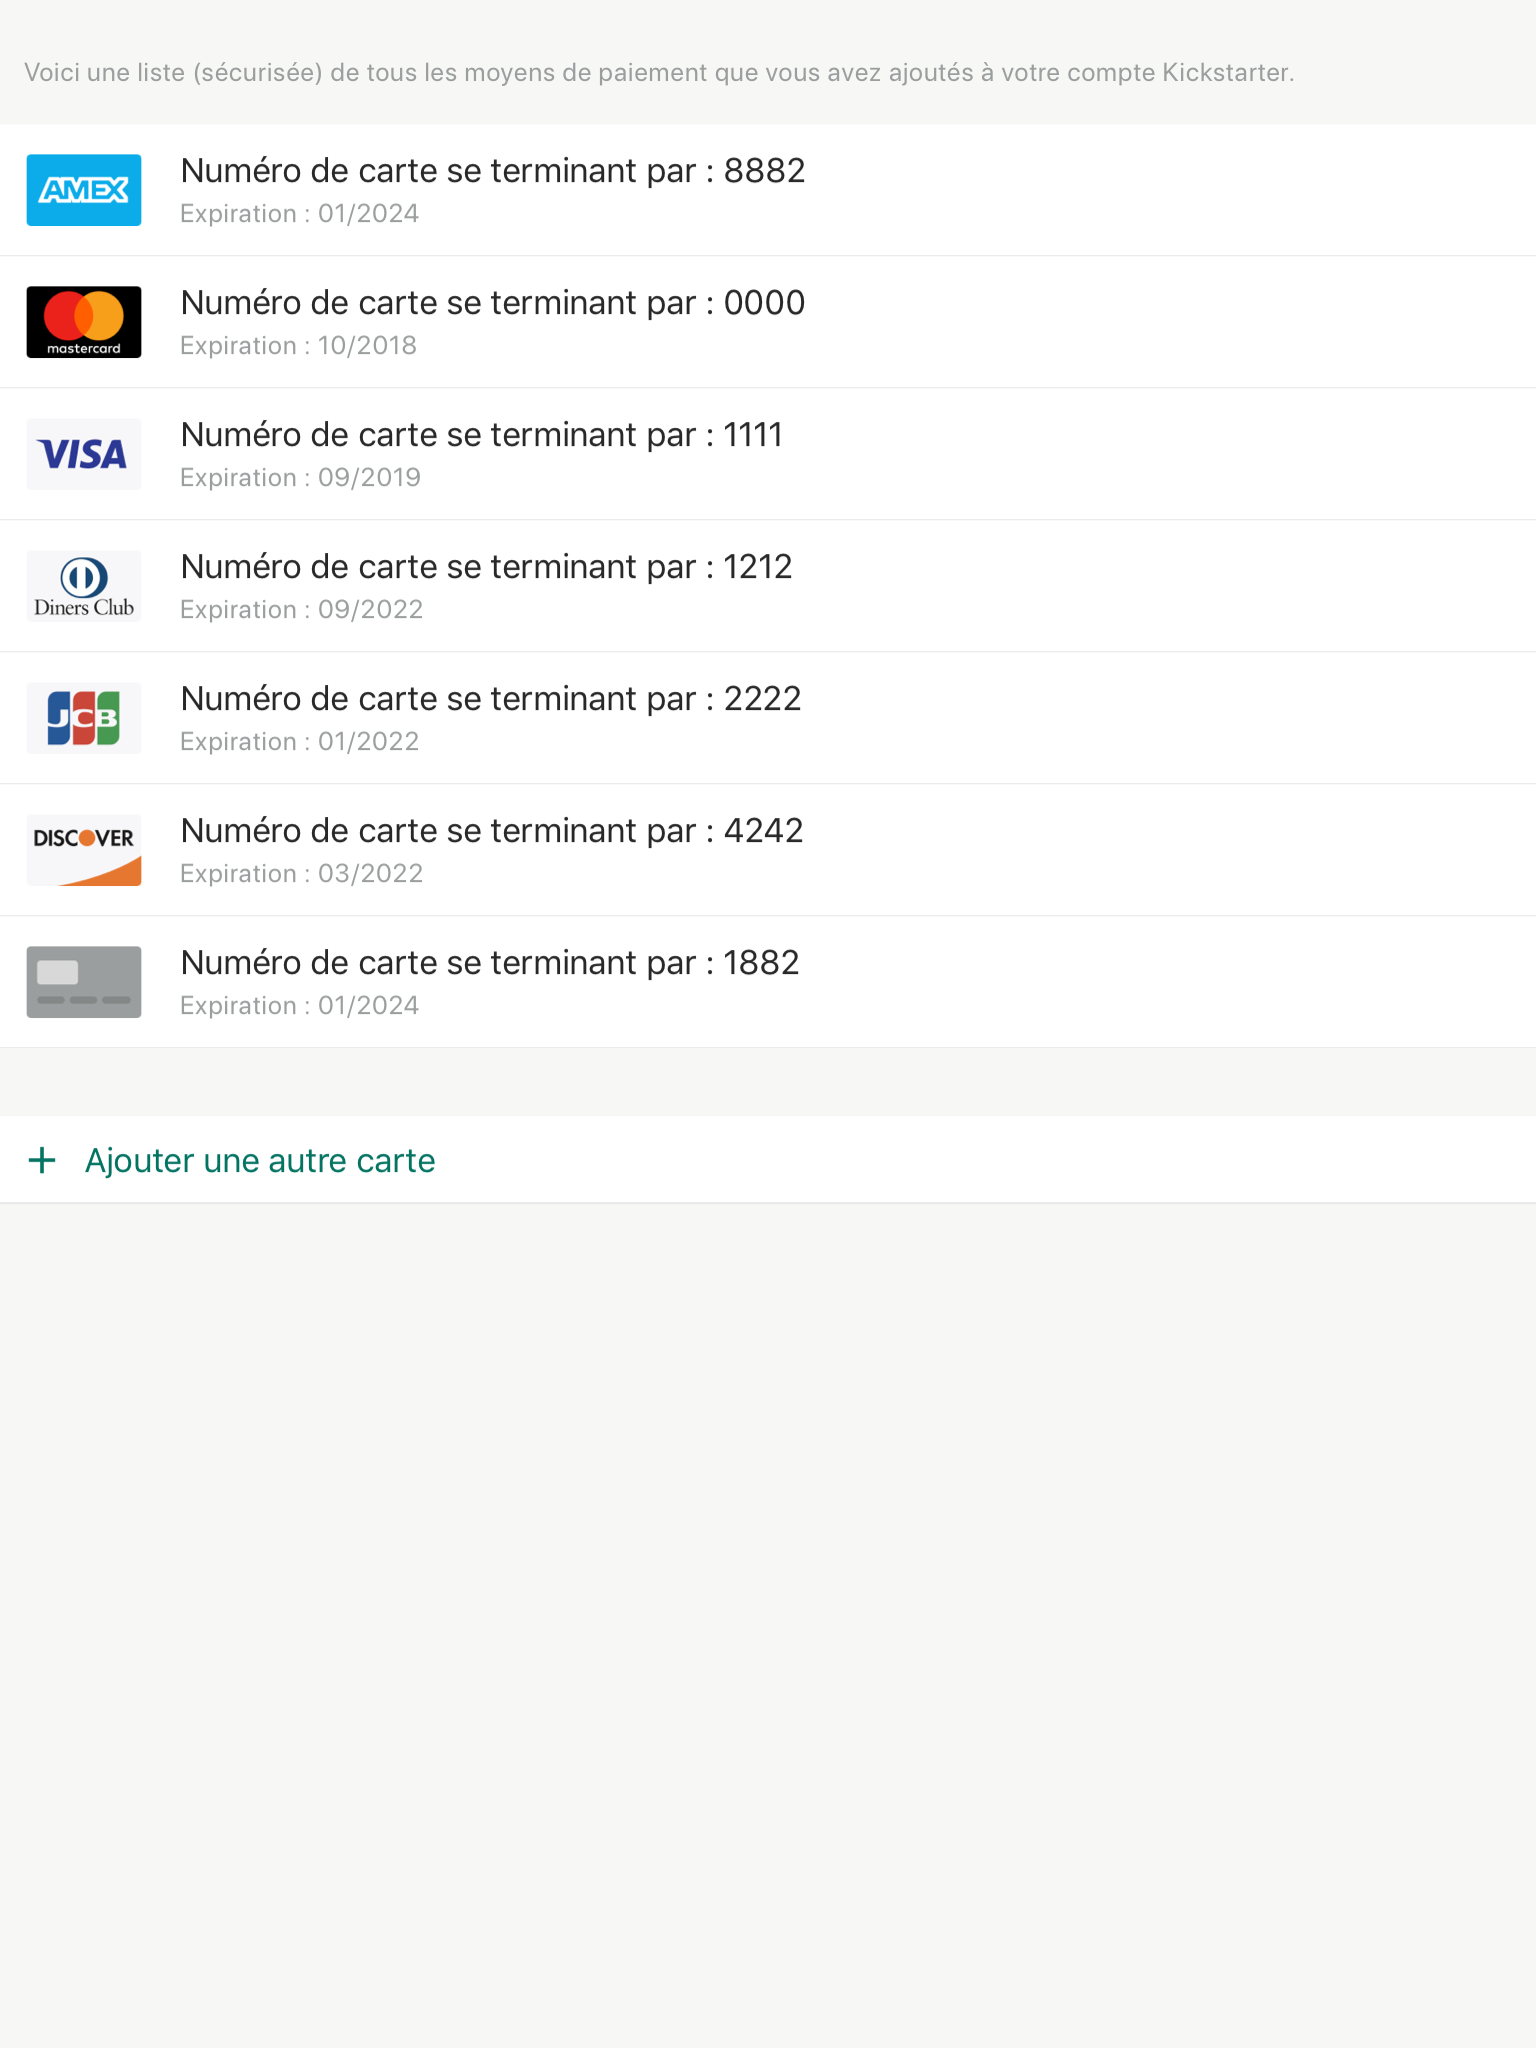 Voici une liste (sécurisée) de tous les moyens de paiement que vous avez ajoutés à votre compte Kickstarter.
AMEX
Numéro de carte se terminant par : 8882
Expiration : 01/2024
mastercard
Numéro de carte se terminant par : 0000
Expiration : 10/2018
VISA
Numéro de carte se terminant par : 1111
Expiration : 09/2019
Diners Club
Numéro de carte se terminant par : 1212
Expiration : 09/2022
JCB
Numéro de carte se terminant par : 2222
Expiration : 01/2022
DISCOVER
Numéro de carte se terminant par : 4242
Expiration : 03/2022
Numéro de carte se terminant par : 1882
Expiration : 01/2024
+ Ajouter une autre carte